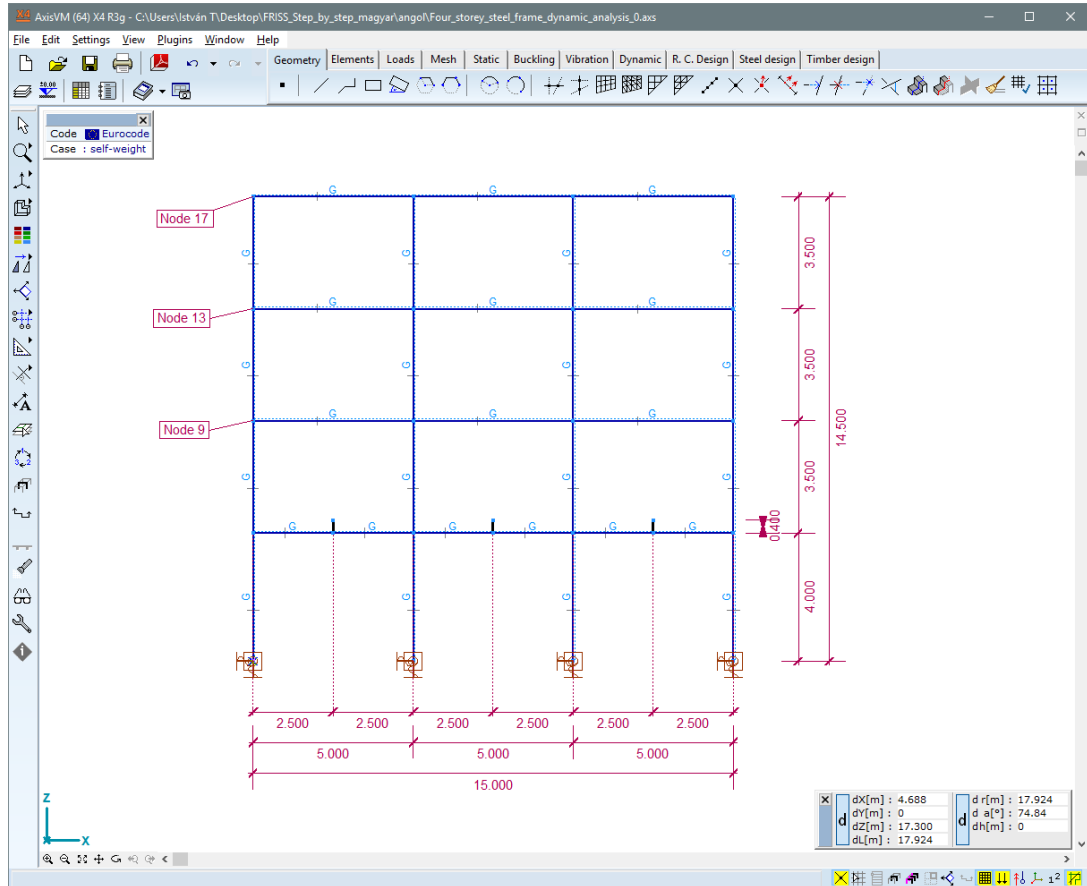 AxisVM (64) X4 R3g - C:\Users\István T\Desktop\FRISS_Step_by_step_magyar\angol\Four_storey_steel_frame_dynamic_analysis_0.axs
File Edit Settings View Plugins Window Help
Geometry Elements Loads Mesh Static Buckling Vibration Dynamic R. C. Design Steel design Timber design
Code Eurocode
Case : self-weight
G G G
Node 17
G G G G
3.500
Node 13
G G G
G G G G
3.500
14.500
Node 9
G G G
G G G G
3.500
G G G G G G
0.400
G G G G
4.000
2.500 2.500 2.500 2.500 2.500 2.500
5.000 5.000 5.000
15.000
Z
X
d
dX[m] : 4.688
dY[m] : 0
dZ[m] : 17.300
dL[m] : 17.924
d
d r[m] : 17.924
d a[°] : 74.84
dh[m] : 0